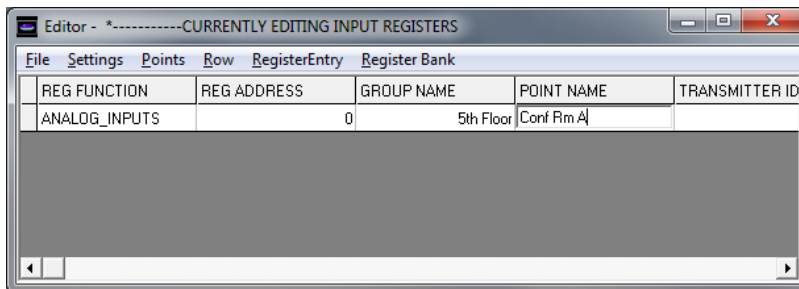 Editor - *-----------CURRENTLY EDITING INPUT REGISTERS
File Settings Points Row RegisterEntry Register Bank
REG FUNCTION REG ADDRESS GROUP NAME POINT NAME TRANSMITTER ID
ANALOG_INPUTS 0 5th Floor Conf Rm A